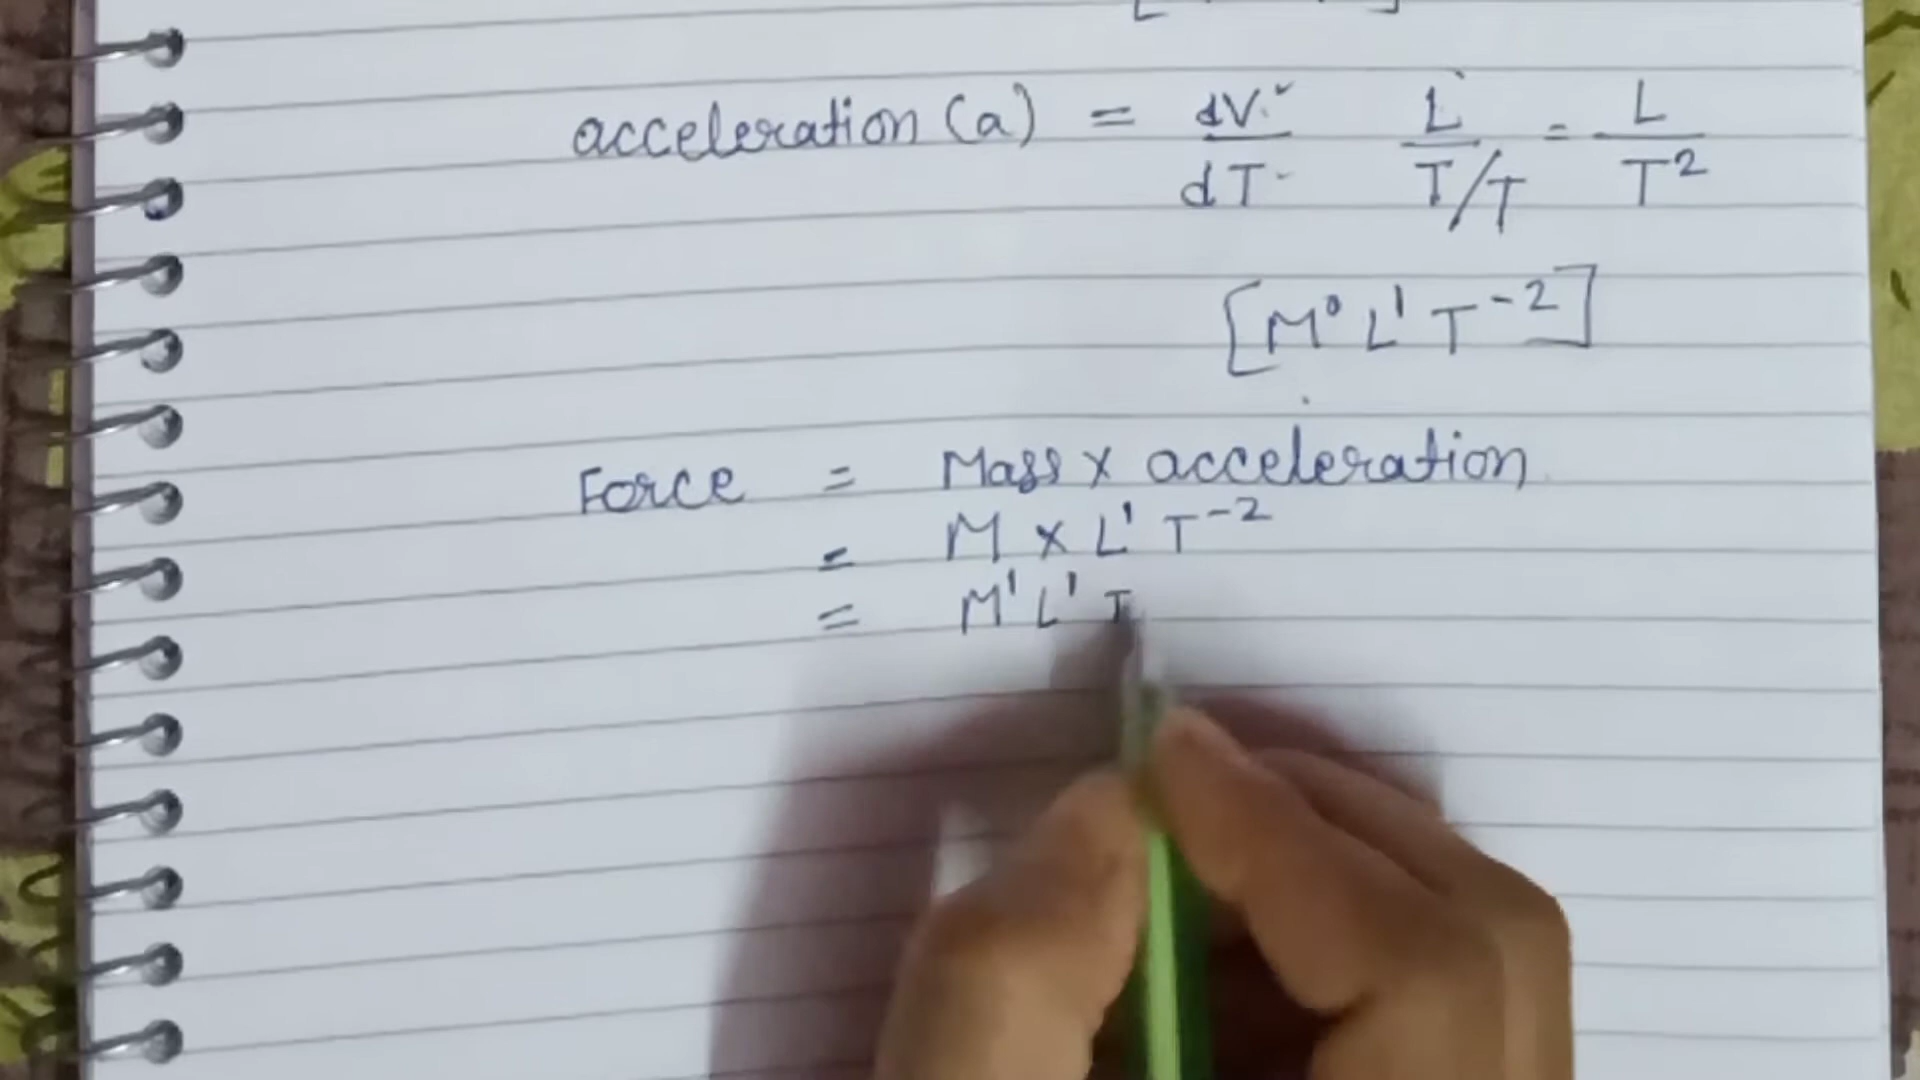 acceleration (a) = dV/dT L/T/T = L/T²
[M⁰ L¹ T⁻²]
Force = Mass x acceleration
= M x L¹ T⁻²
= M¹ L¹ T